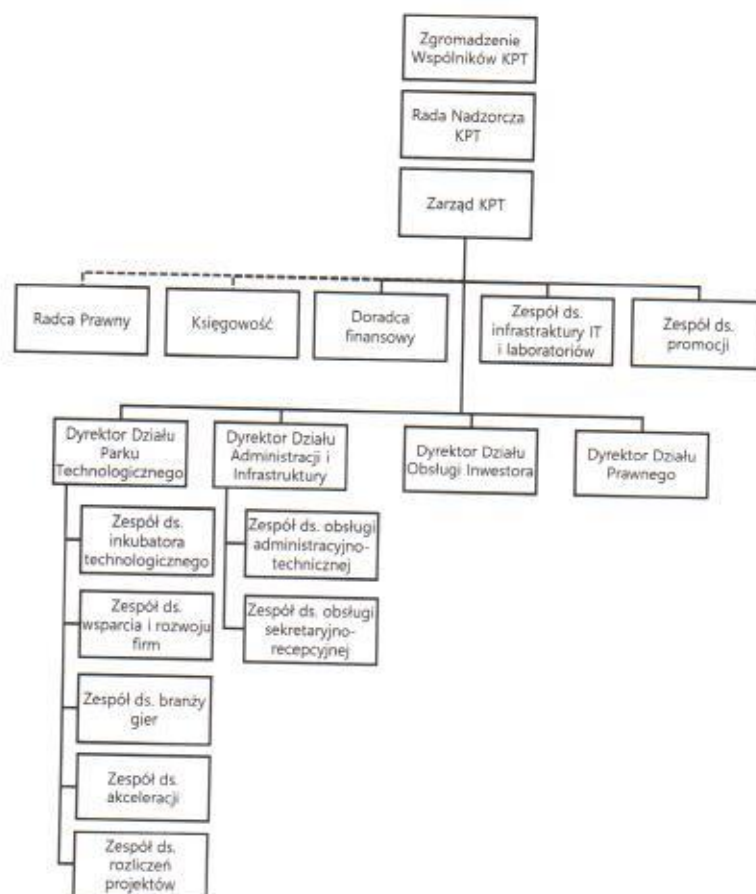 Zgromadzenie
Wspólników KPT
Rada Nadzorcza
KPT
Zarząd KPT
Radca Prawny
Księgowość
Doradca
finansowy
Zespół ds.
infrastraktury IT
i laboratoriów
Zespół ds.
promocji
Dyrektor Działu
Parku
Technologicznego
Dyrektor Działu
Administracji i
Infrastruktury
Dyrektor Działu
Obsługi Inwestora
Dyrektor Działu
Prawnego
Zespół ds.
inkubatora
technologicznego
Zespół ds.
wsparcia i rozwoju
firm
Zespół ds. branży
gier
Zespół ds.
akceleracji
Zespół ds.
rozliczeń
projektów
Zespół ds. obsługi
administracyjno-
technicznej
Zespół ds. obsługi
sekretaryjno-
recepcyjnej